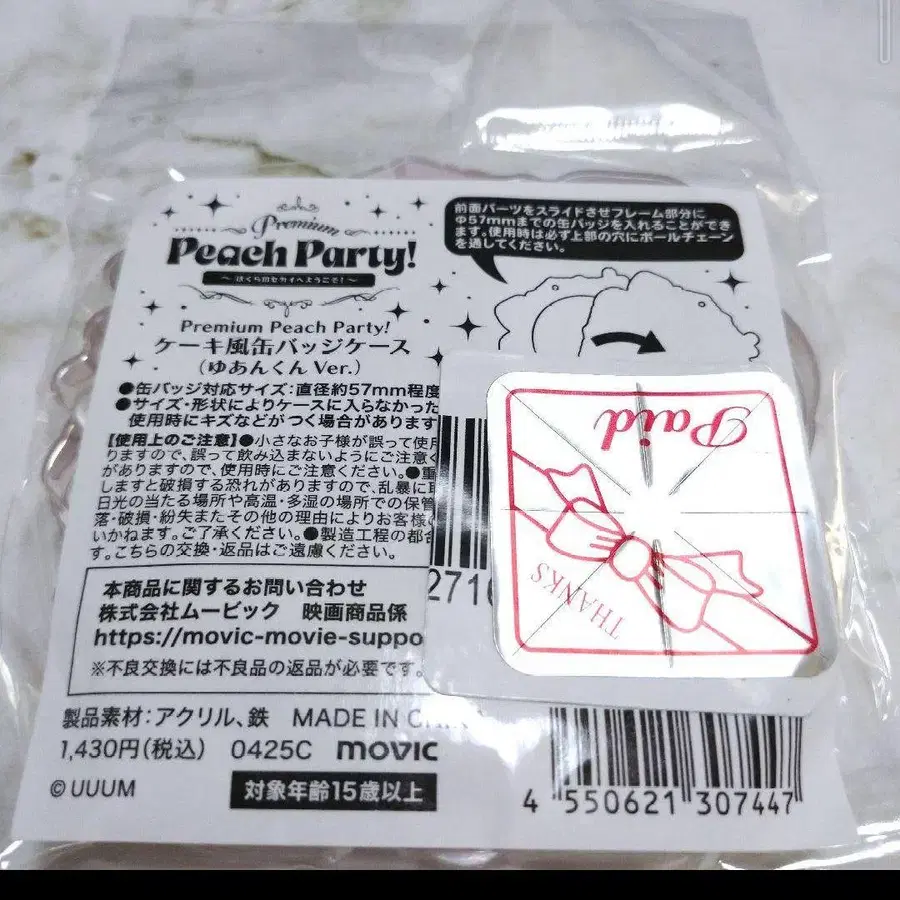 Premium
Peach Party!
～ぼくらのセカイへようこそ！～
前面パーツをスライドさせフレーム部分に
Φ57mmまでの缶バッジを入れることができ
ます。使用時は必ず上部の穴にボールチェーン
を通してください。
Premium Peach Party!
ケーキ風缶バッジケース
（ゆあんくん Ver.）
●缶バッジ対応サイズ：直径約57mm程度
●サイズ・形状によりケースに入らなかった
使用時にキズなどがつく場合があります
【使用上のご注意】●小さなお子様が誤って使用
りますので、誤って飲み込まないようにご注意く
がありますので、使用時にご注意ください。●重
しますと破損する恐れがありますので、乱暴に取
日光の当たる場所や高温・多湿の場所での保管
落・破損・紛失またその他の理由によりお客様の
いかねます。ご了承ください。●製造工程の都合
す。こちらの交換・返品はご遠慮ください。
本商品に関するお問い合わせ
株式会社ムービック　映画商品係
https://movic-movie-suppo
※不良交換には不良品の返品が必要です。
製品素材：アクリル、鉄　MADE IN
1,430円（税込）　0425C　movic
©UUUM
対象年齢15歳以上
Paid
THANKS
2710
4 550621 307447